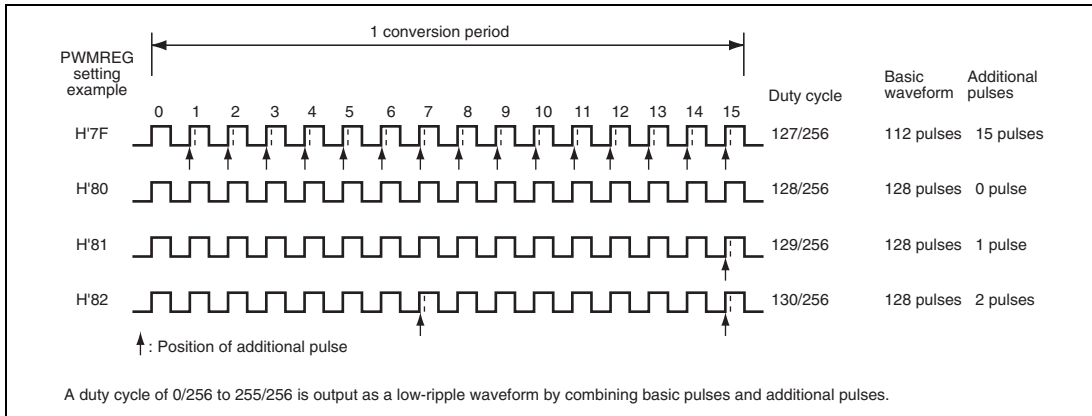 1 conversion period
PWMREG
setting
example
Duty cycle
Basic
waveform
Additional
pulses
0 1 2 3 4 5 6 7 8 9 10 11 12 13 14 15
H'7F 127/256 112 pulses 15 pulses
H'80 128/256 128 pulses 0 pulse
H'81 129/256 128 pulses 1 pulse
H'82 130/256 128 pulses 2 pulses
: Position of additional pulse
A duty cycle of 0/256 to 255/256 is output as a low-ripple waveform by combining basic pulses and additional pulses.